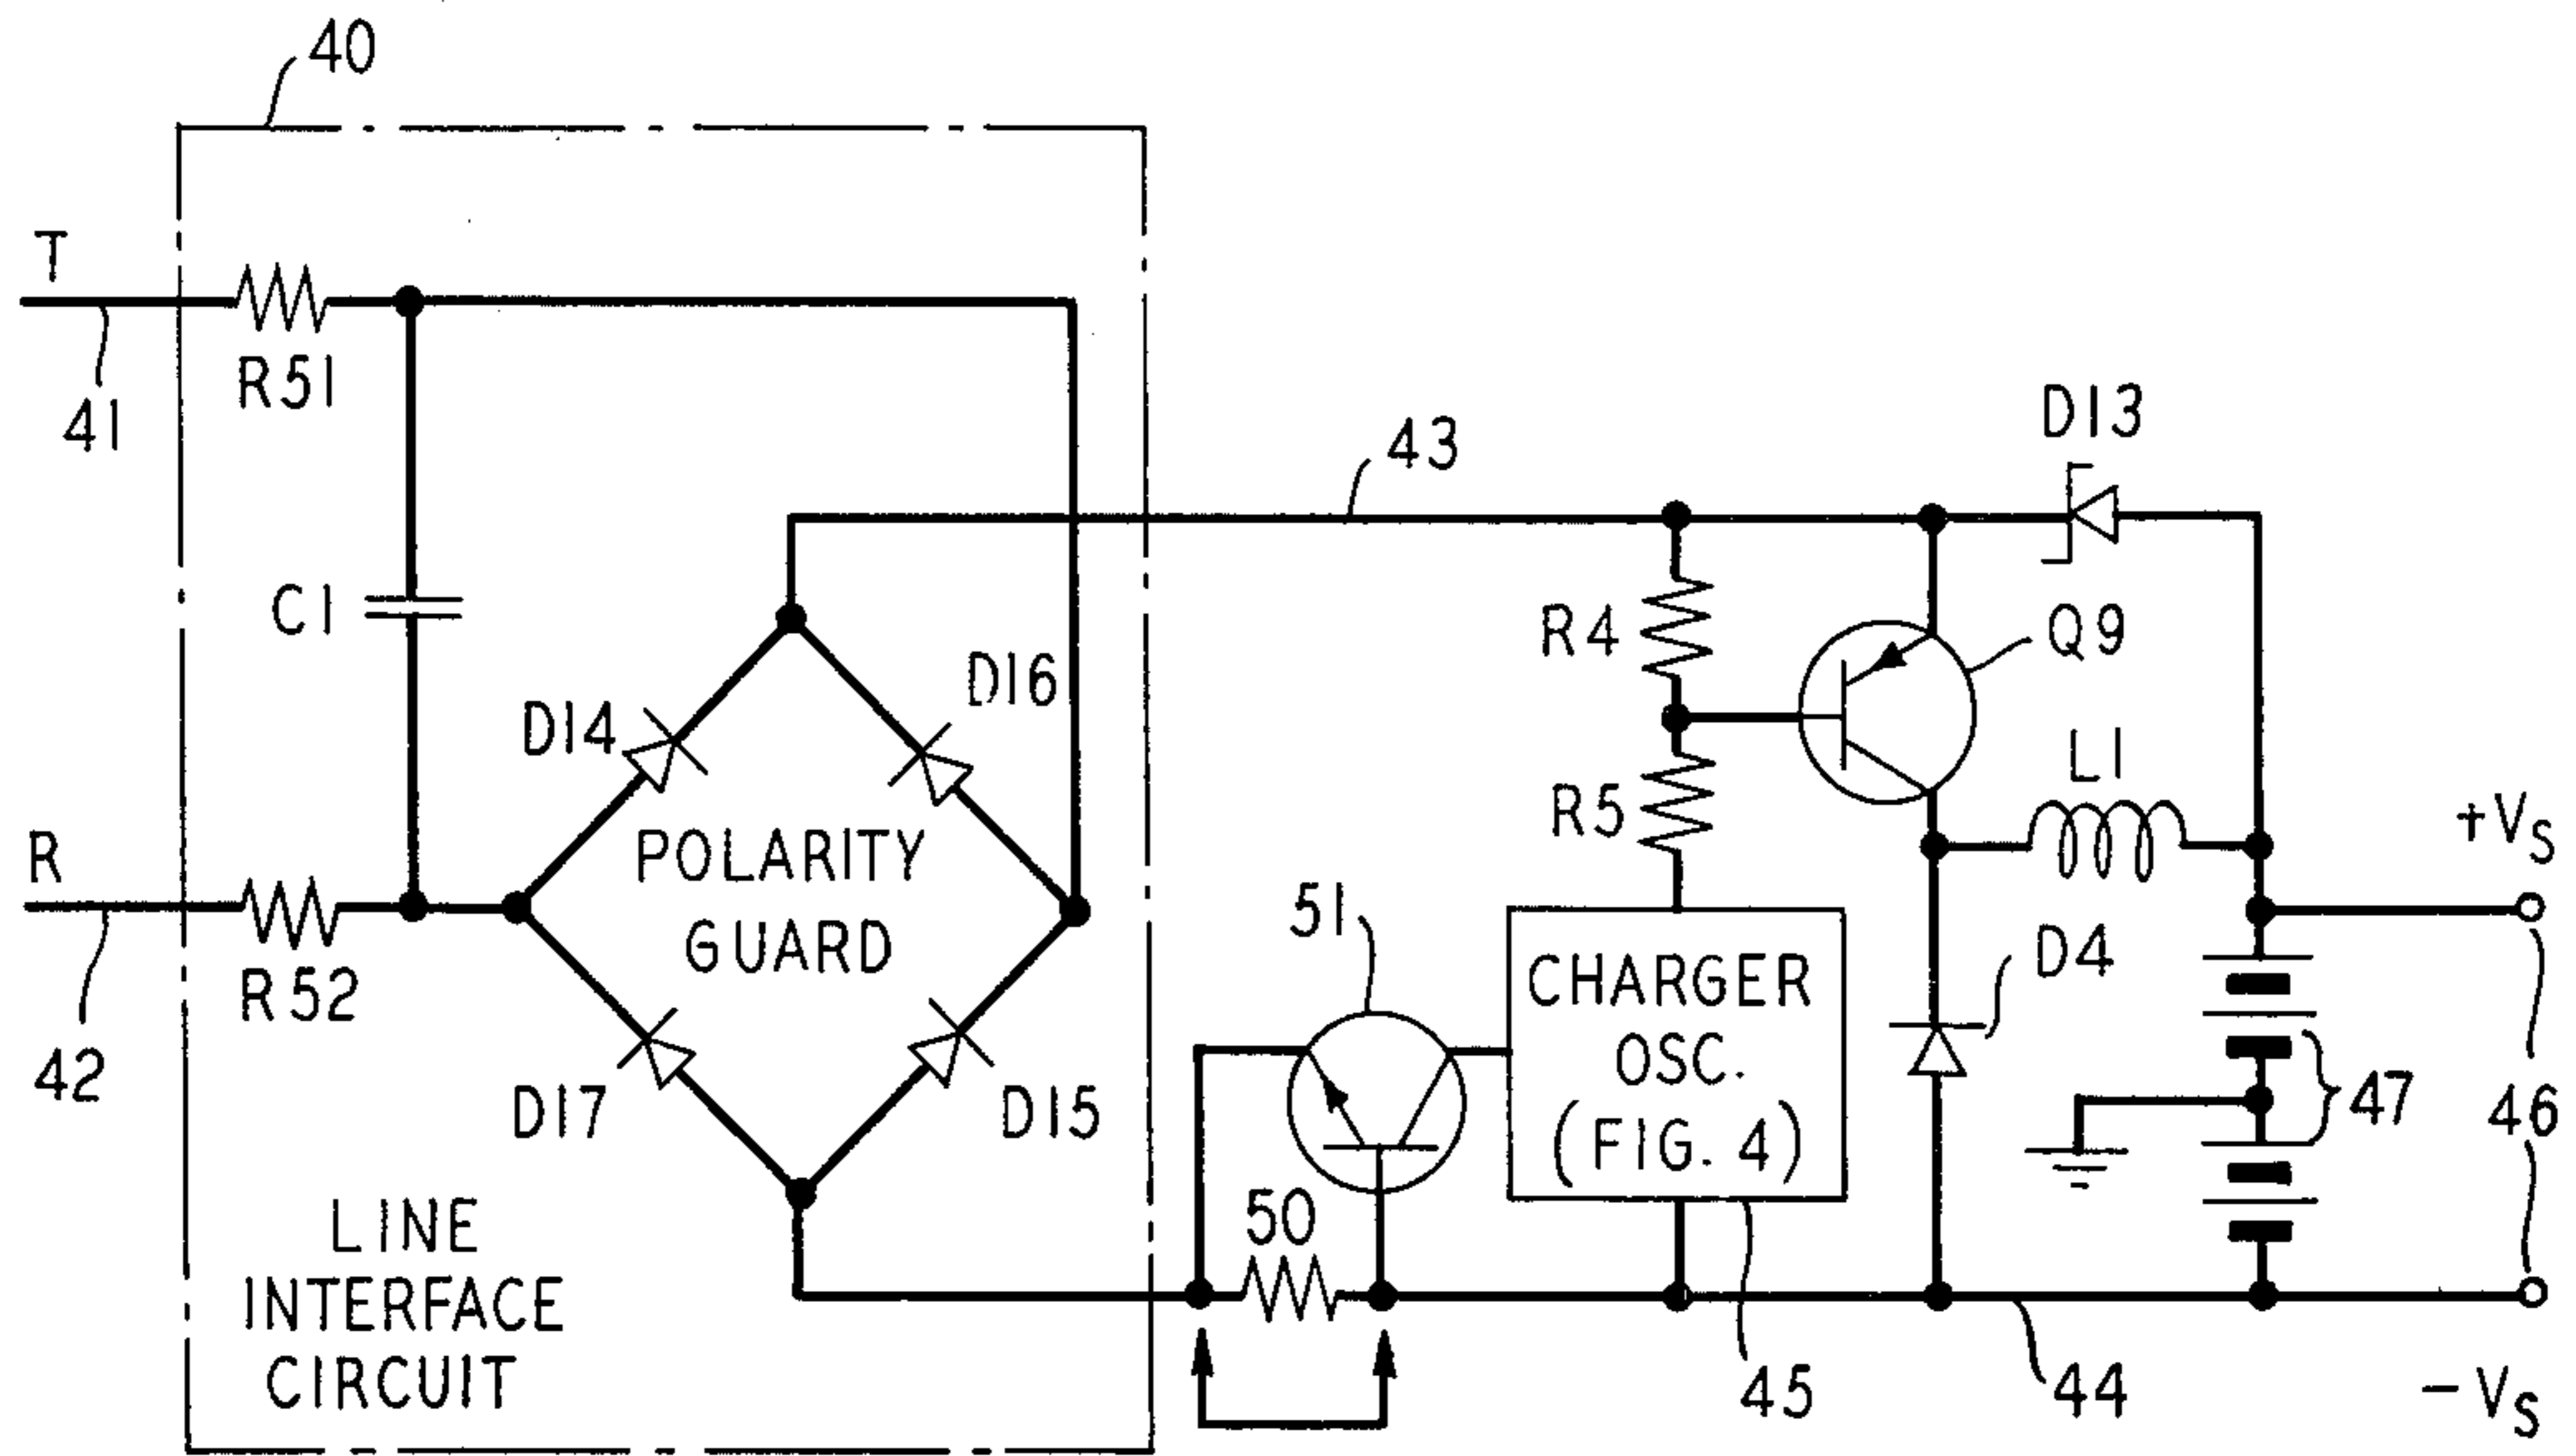 40
T
R51
41
C1
R
R52
42
D14
D16
POLARITY
GUARD
D17
D15
LINE
INTERFACE
CIRCUIT
43
D13
R4
Q9
R5
L1
+VS
51
CHARGER
OSC.
(FIG. 4)
D4
50
47
46
45
44
-VS